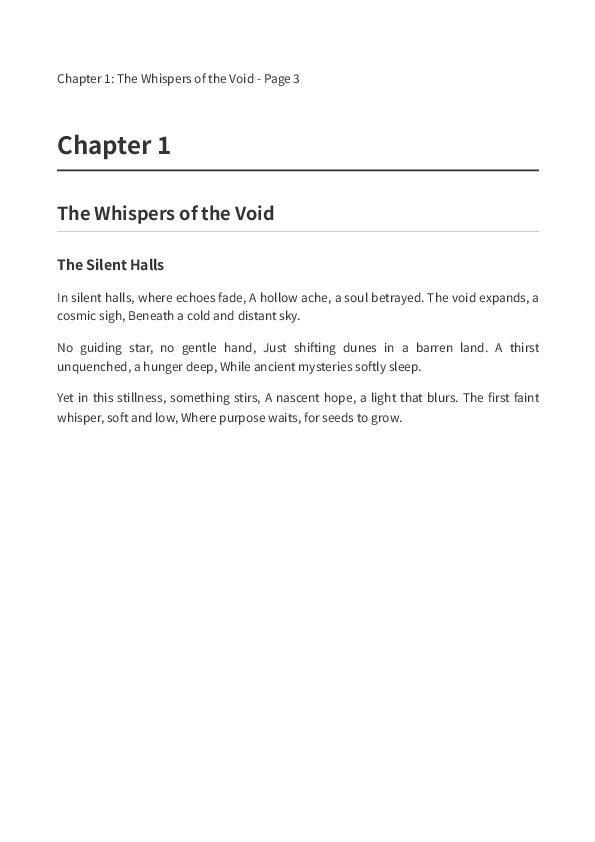 Chapter 1: The Whispers of the Void - Page 3
Chapter 1
The Whispers of the Void
The Silent Halls
In silent halls, where echoes fade, A hollow ache, a soul betrayed. The void expands, a
cosmic sigh, Beneath a cold and distant sky.
No guiding star, no gentle hand, Just shifting dunes in a barren land. A thirst
unquenched, a hunger deep, While ancient mysteries softly sleep.
Yet in this stillness, something stirs, A nascent hope, a light that blurs. The first faint
whisper, soft and low, Where purpose waits, for seeds to grow.